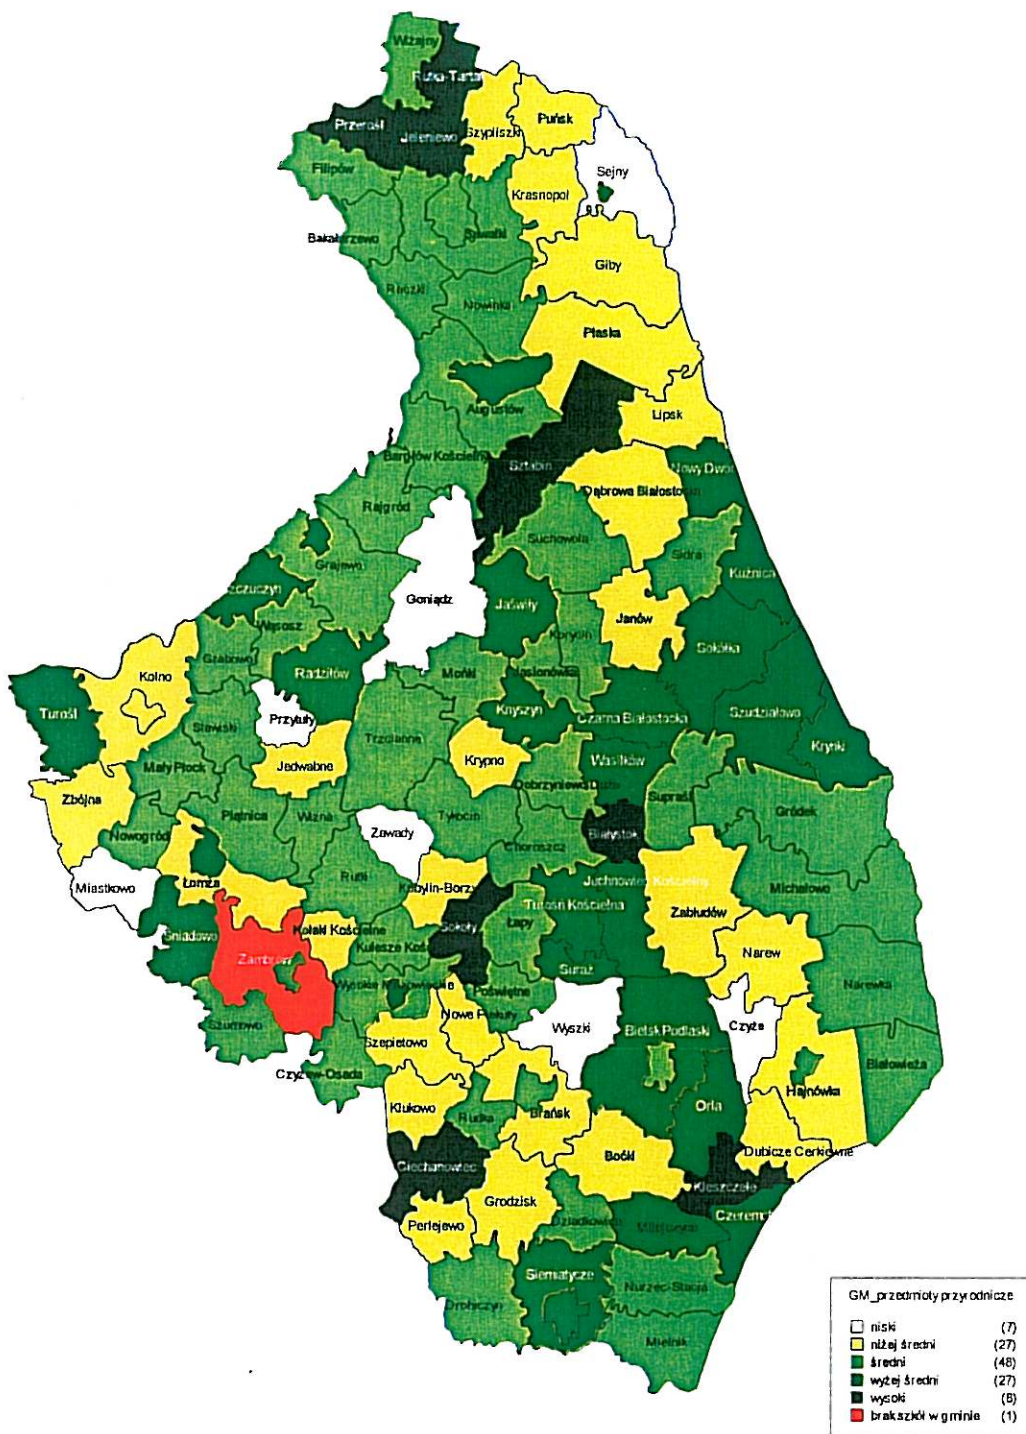 Wiżajny
Rutka-Tartak
Przerośl
Jeleniewo
Szypliszki
Puńsk
Sejny
Filipów
Krasnopol
Bakałarzewo
Suwałki
Giby
Raczki
Nowinka
Płaska
Augustów
Lipsk
Bargłów Kościelny
Sztabin
Nowy Dwór
Dąbrowa Białostocka
Rajgród
Suchowola
Sidra
Grajewo
Kuźnica
Szczuczyn
Goniądz
Jaświły
Janów
Wąsosz
Korycin
Sokółka
Grabowo
Kolno
Radziłów
Mońki
Jasionówka
Turośl
Przytuły
Knyszyn
Czarna Białostocka
Szudziałowo
Stawiski
Trzcianne
Krynki
Mały Płock
Jedwabne
Krypno
Wasilków
Zbójna
Dobrzyniewo Duże
Supraśl
Gródek
Nowogród
Piątnica
Wizna
Zawady
Tykocin
Białystok
Choroszcz
Miastkowo
Łomża
Rutki
Kobylin-Borzy
Juchnowiec Kościelny
Michałowo
Turośń Kościelna
Zabłudów
Śniadowo
Kołaki Kościelne
Sokoły
Łapy
Kulesze Koś
Narew
Zambrów
Suraż
Wysokie Mazowieckie
Poświętne
Narewka
Szumowo
Nowe Piekuty
Wyszki
Bielsk Podlaski
Czyże
Szepietowo
Czyżew-Osada
Białowieża
Hajnówka
Klukowo
Rudka
Brańsk
Orla
Boćki
Dubicze Cerkiewne
Ciechanowiec
Kleszczele
Grodzisk
Perlejewo
Dziadkowice
Milejczyce
Czeremcha
Siemiatycze
Nurzec-Stacja
Drohiczyn
Mielnik
GM_przedmioty przyrodnicze
niski (7)
niżej średni (27)
średni (48)
wyżej średni (27)
wysoki (8)
brak szkół w gminie (1)